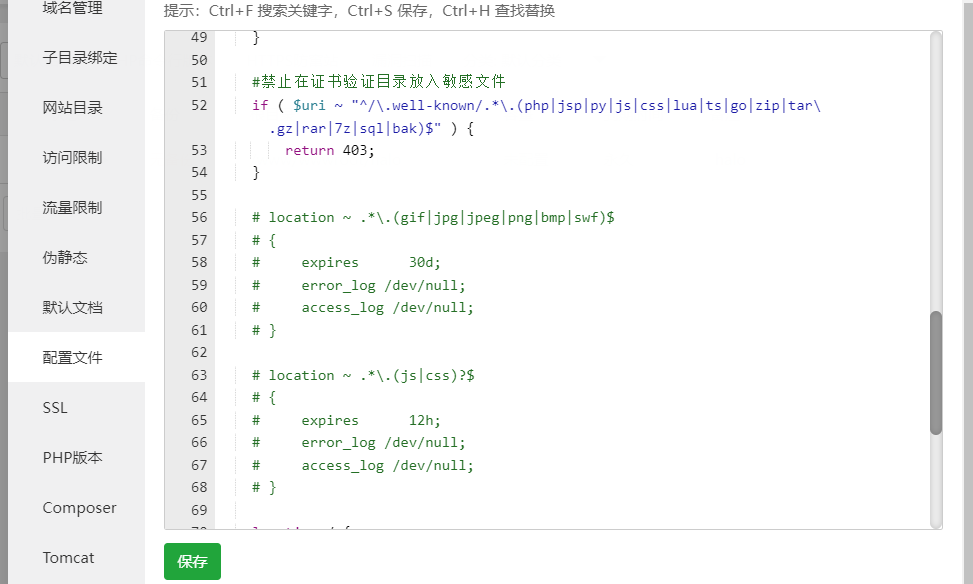 提示：Ctrl+F 搜索关键字，Ctrl+S 保存，Ctrl+H 查找替换
域名管理
子目录绑定
网站目录
访问限制
流量限制
伪静态
默认文档
配置文件
SSL
PHP版本
Composer
Tomcat
49 }
50
51 #禁止在证书验证目录放入敏感文件
52 if ( $uri ~ "^/\.well-known/.*\.(php|jsp|py|js|css|lua|ts|go|zip|tar\
.gz|rar|7z|sql|bak)$" ) {
53 return 403;
54 }
55
56 # location ~ .*\.(gif|jpg|jpeg|png|bmp|swf)$
57 # {
58 # expires 30d;
59 # error_log /dev/null;
60 # access_log /dev/null;
61 # }
62
63 # location ~ .*\.(js|css)?$
64 # {
65 # expires 12h;
66 # error_log /dev/null;
67 # access_log /dev/null;
68 # }
69
保存